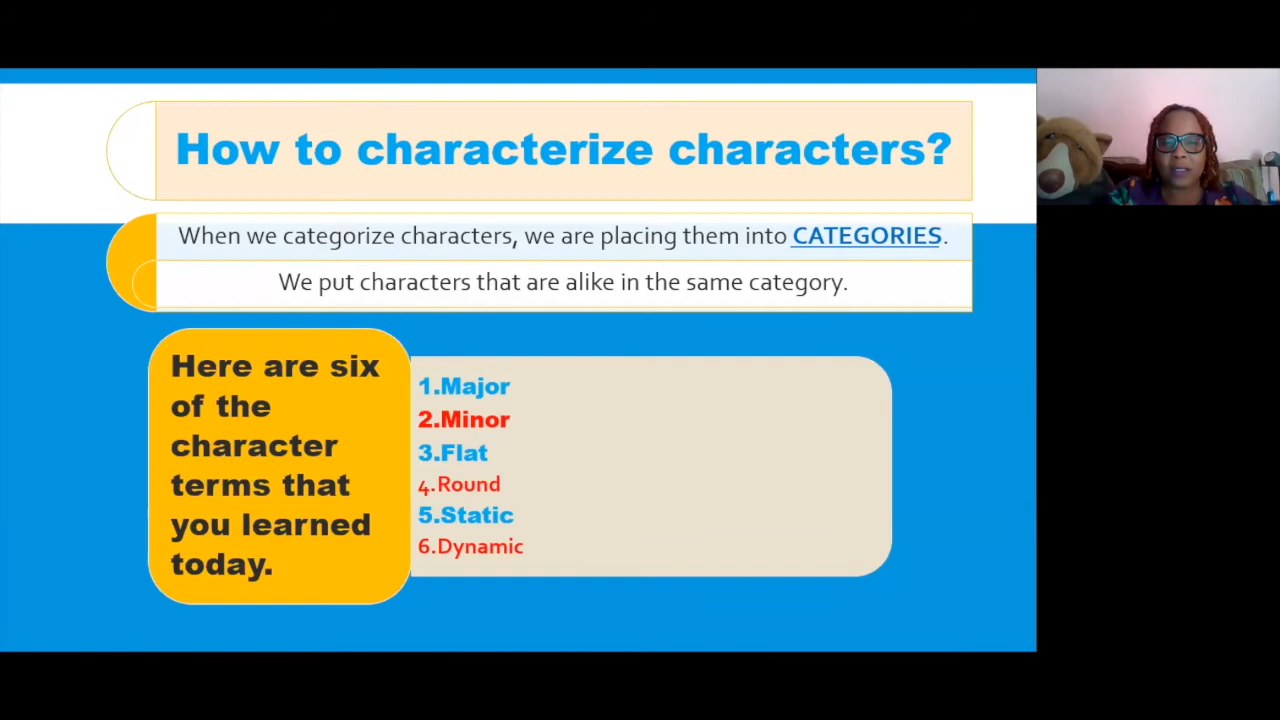 How to characterize characters?
When we categorize characters, we are placing them into CATEGORIES.
We put characters that are alike in the same category.
Here are six
of the
character
terms that
you learned
today.
1.Major
2.Minor
3.Flat
4.Round
5.Static
6.Dynamic